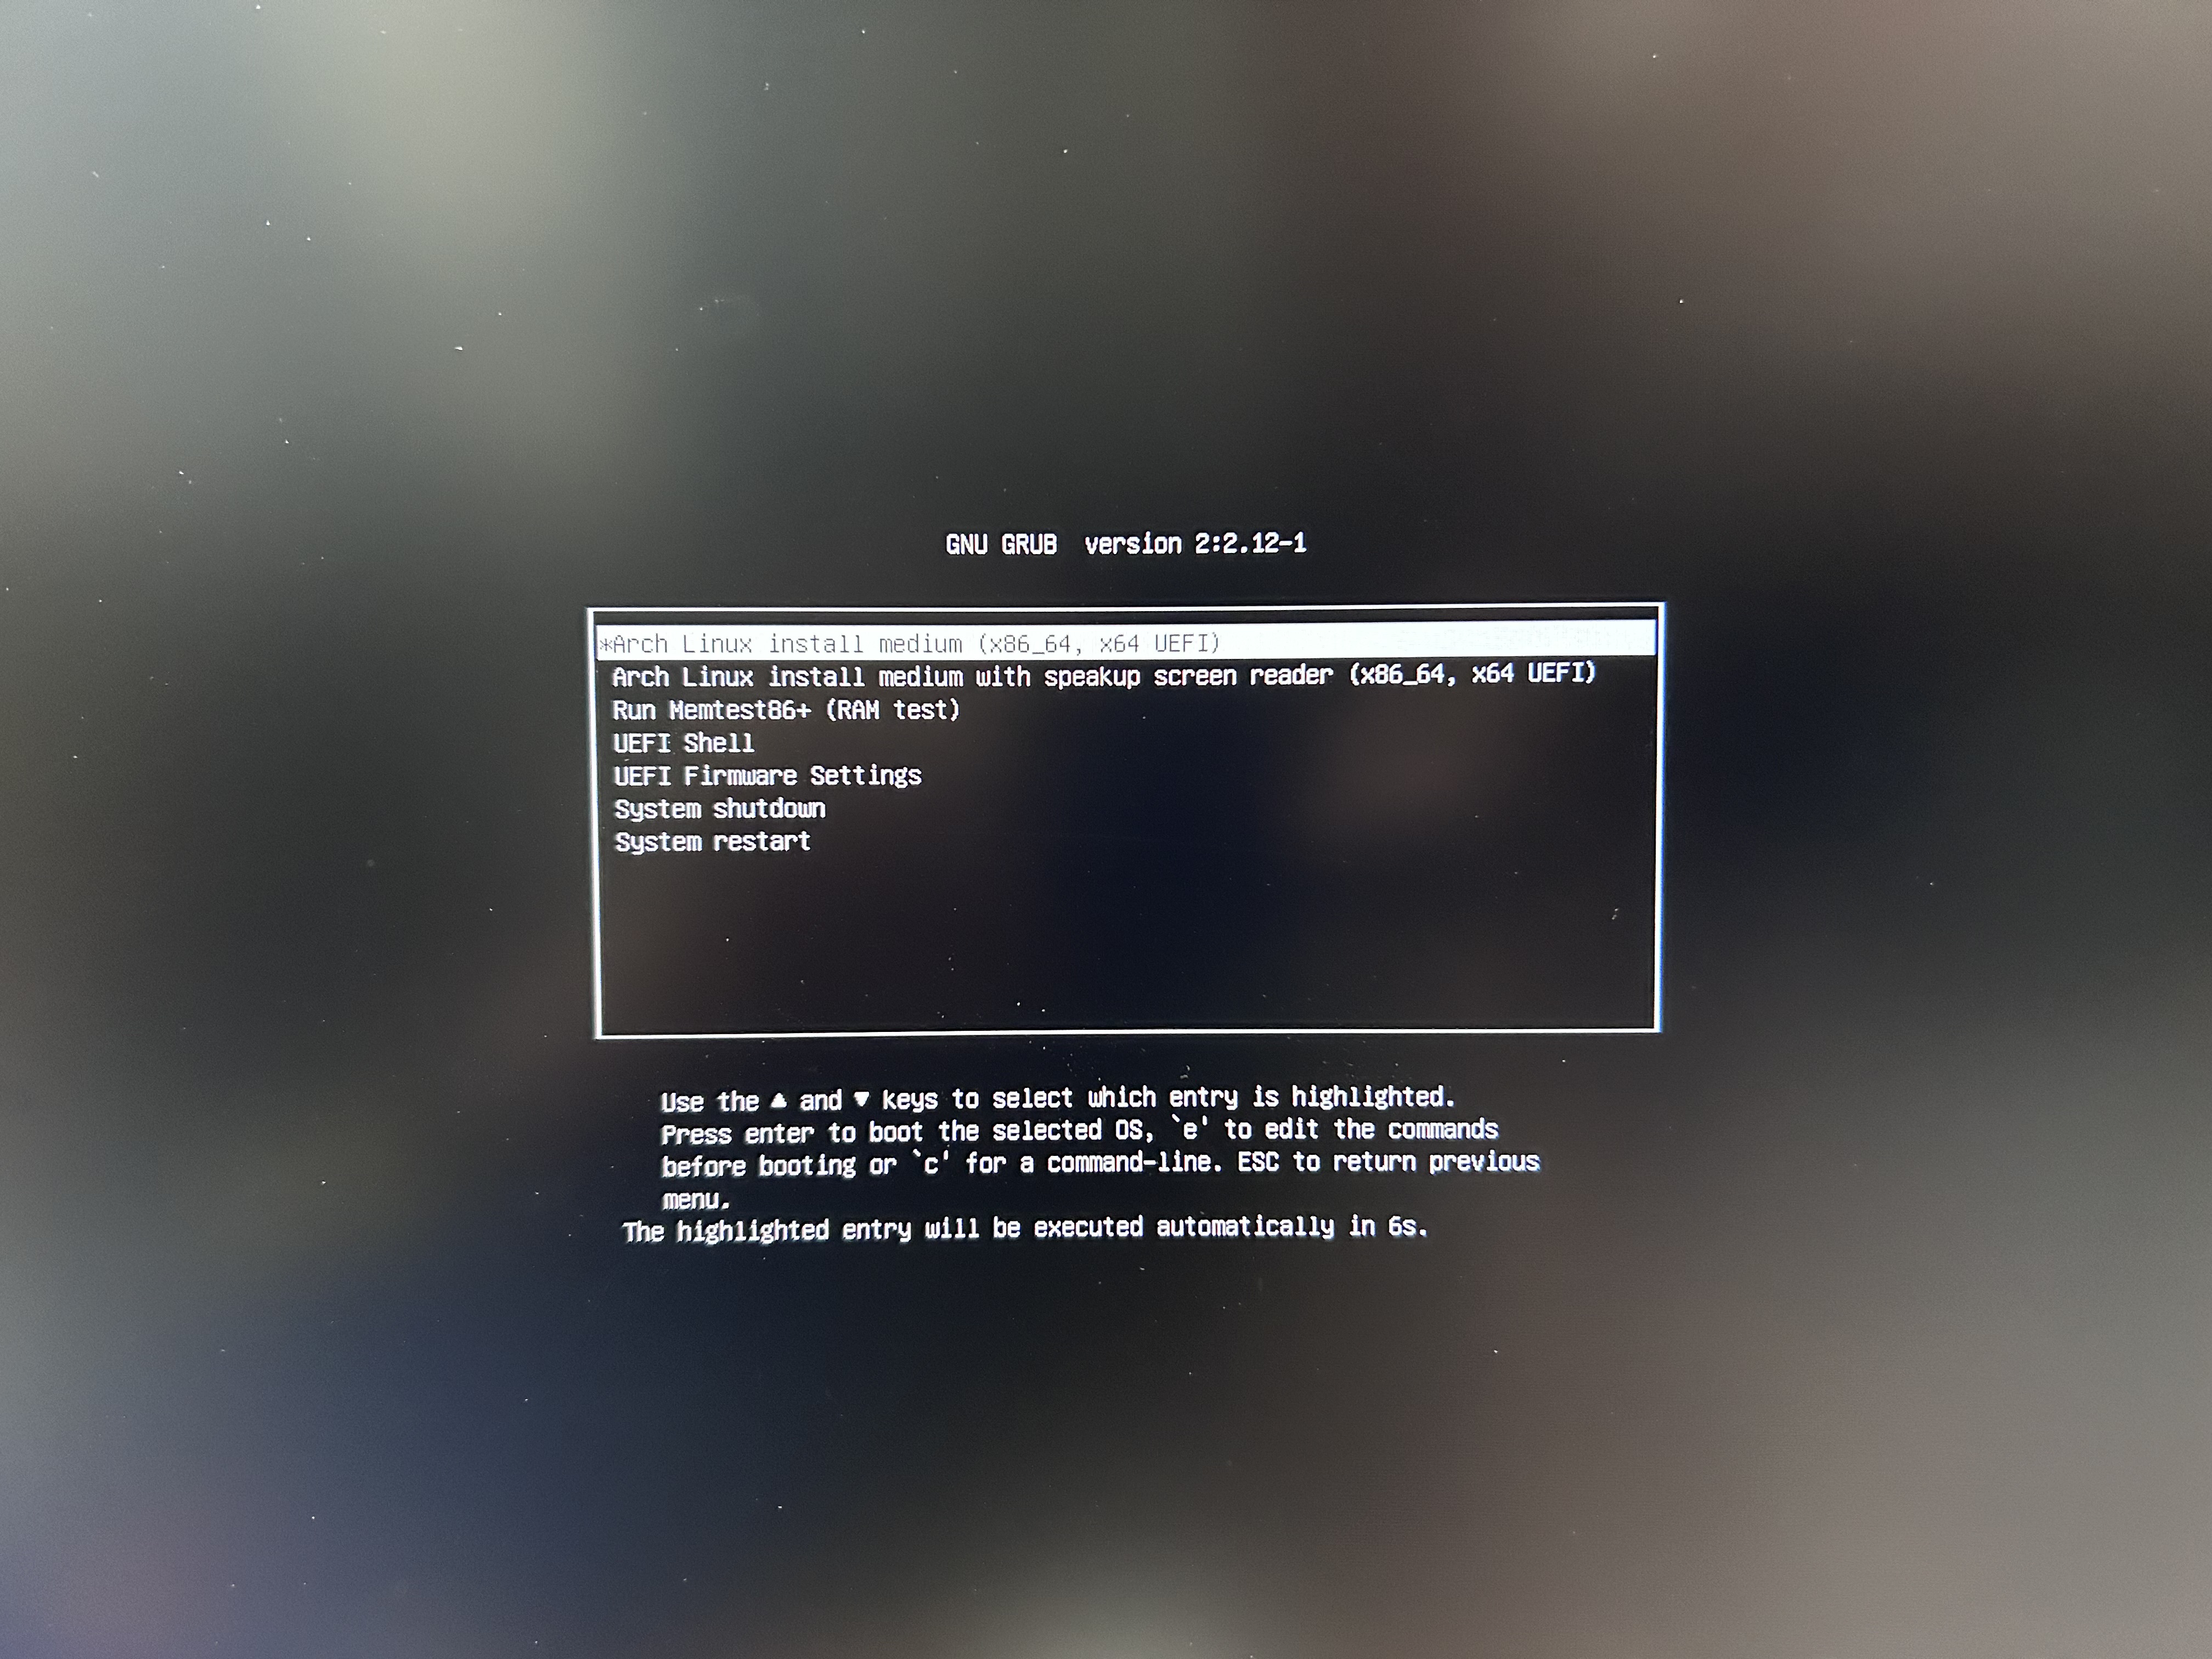 GNU GRUB  version 2:2.12-1
*Arch Linux install medium (x86_64, x64 UEFI)
Arch Linux install medium with speakup screen reader (x86_64, x64 UEFI)
Run Memtest86+ (RAM test)
UEFI Shell
UEFI Firmware Settings
System shutdown
System restart
Use the ▲ and ▼ keys to select which entry is highlighted.
Press enter to boot the selected OS, `e' to edit the commands
before booting or `c' for a command-line. ESC to return previous
menu.
The highlighted entry will be executed automatically in 6s.